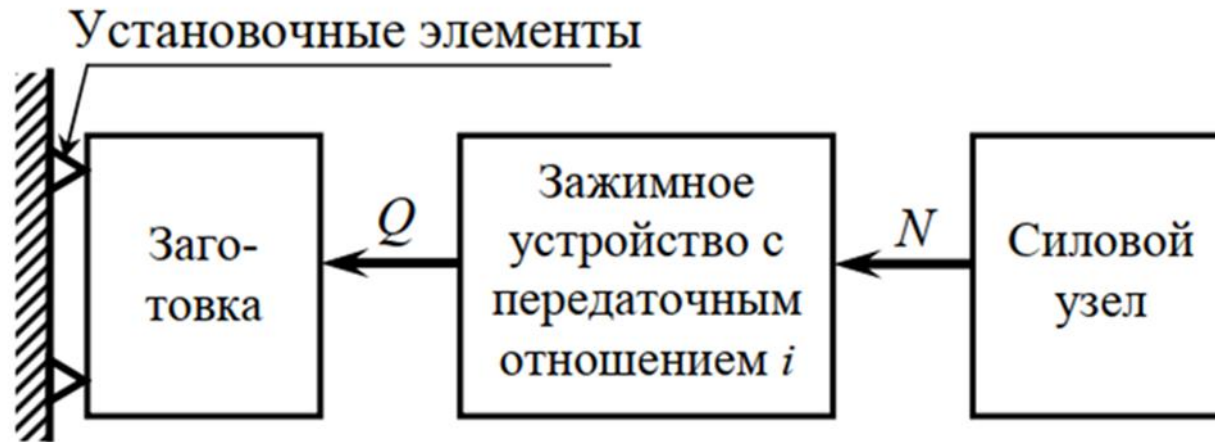 Установочные элементы
Заго-
товка
Q
Зажимное
устройство с
передаточным
отношением i
N
Силовой
узел